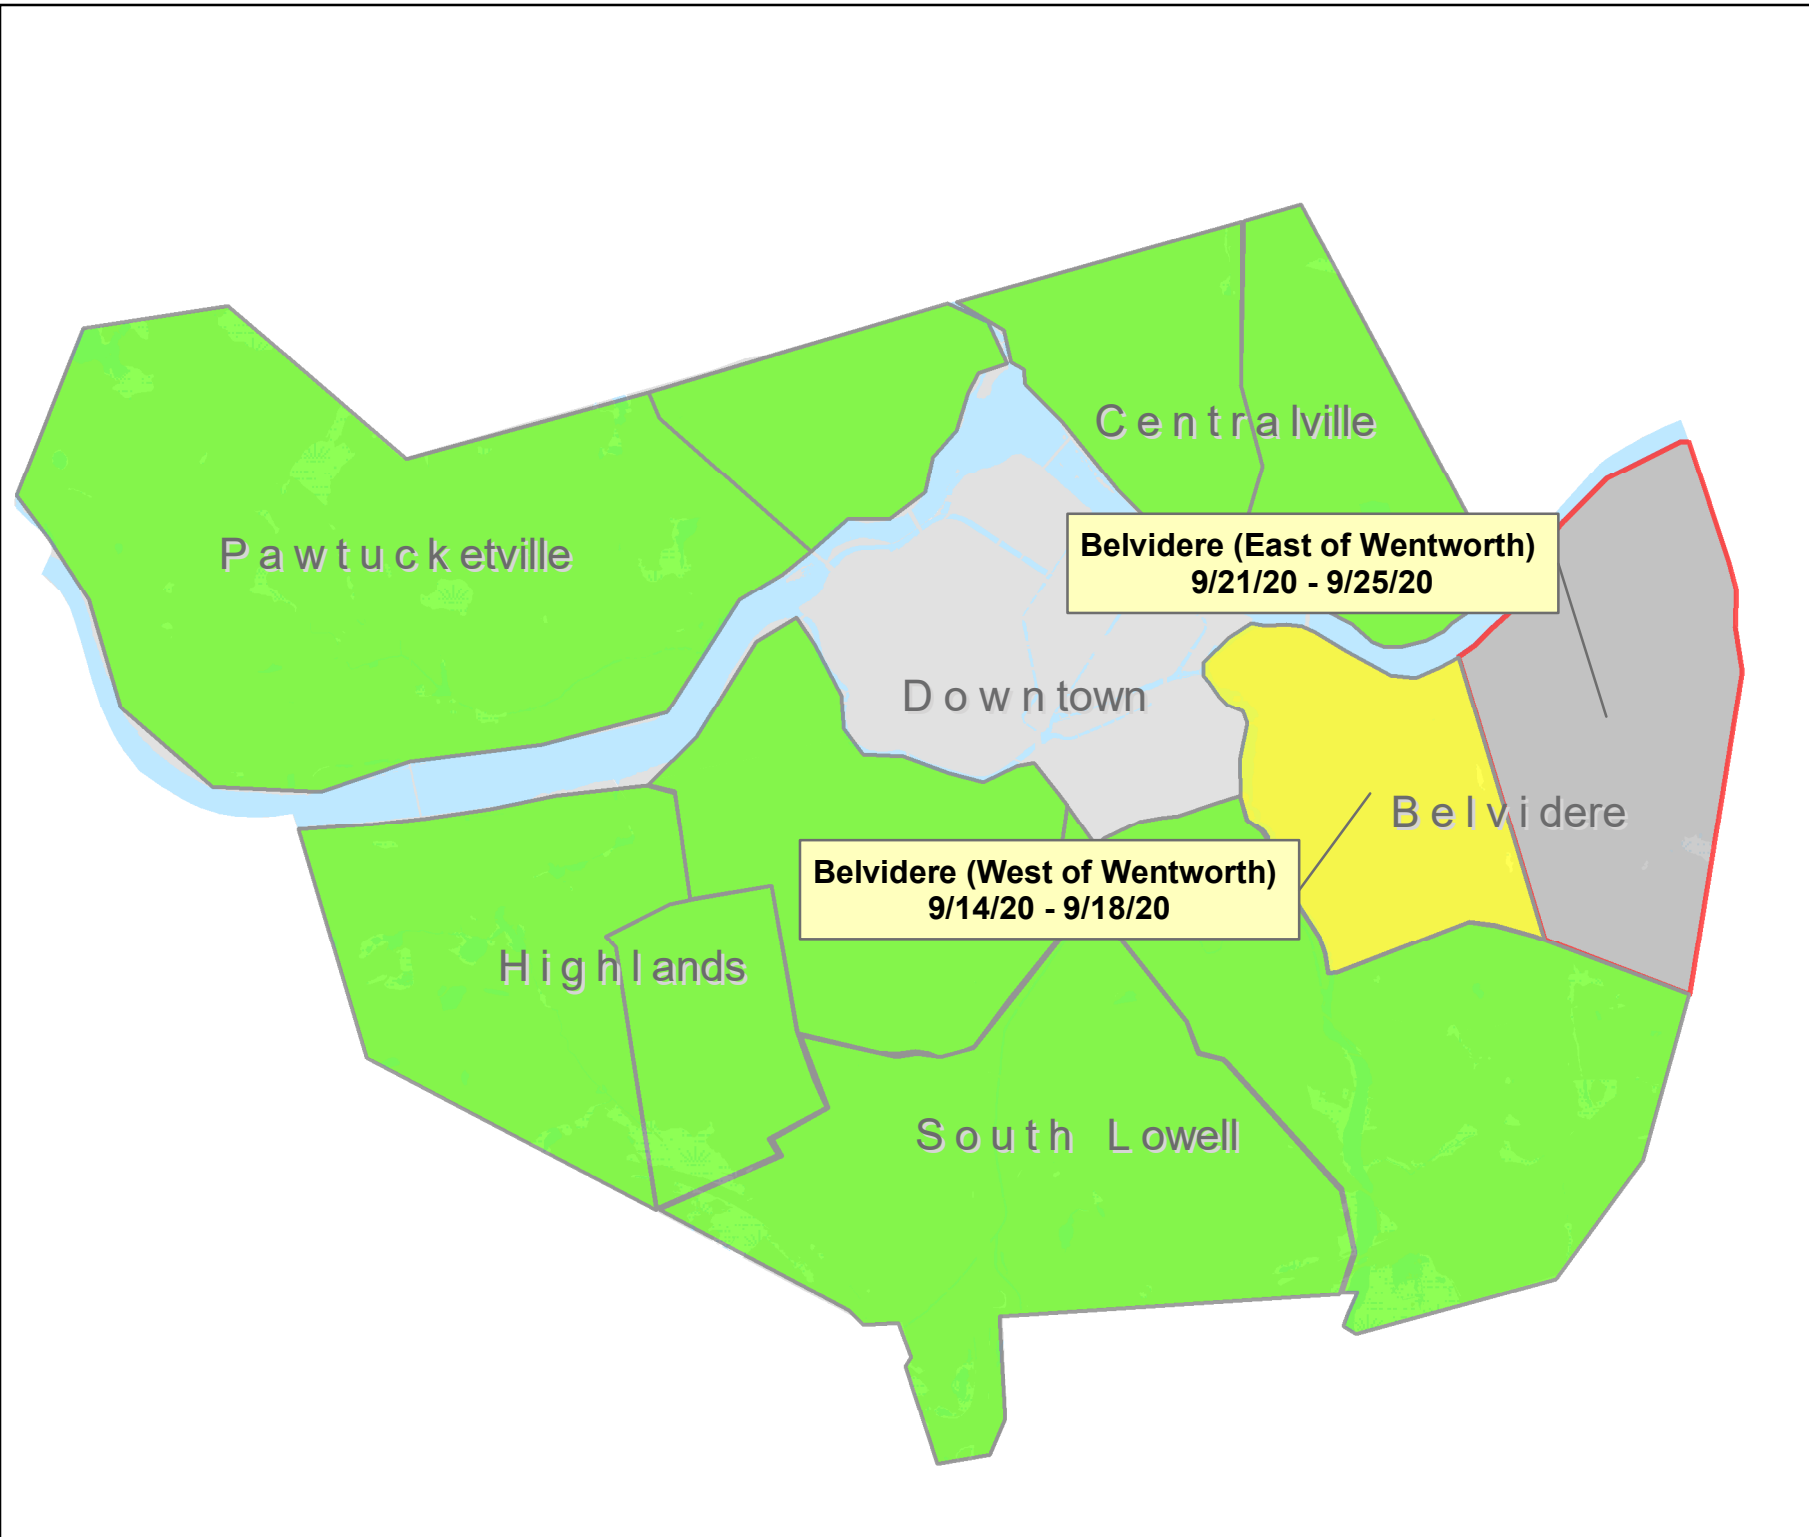 Centralville
Pawtucketville
Belvidere (East of Wentworth)
9/21/20 - 9/25/20
Downtown
Belvidere
Belvidere (West of Wentworth)
9/14/20 - 9/18/20
Highlands
South Lowell